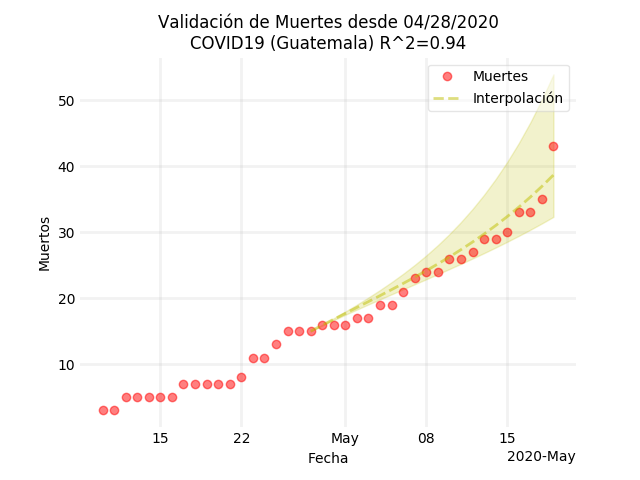 Validación de Muertes desde 04/28/2020
COVID19 (Guatemala) R^2=0.94
Muertes
Interpolación
50
40
30
20
10
Muertos
15
22
May
08
15
Fecha
2020-May